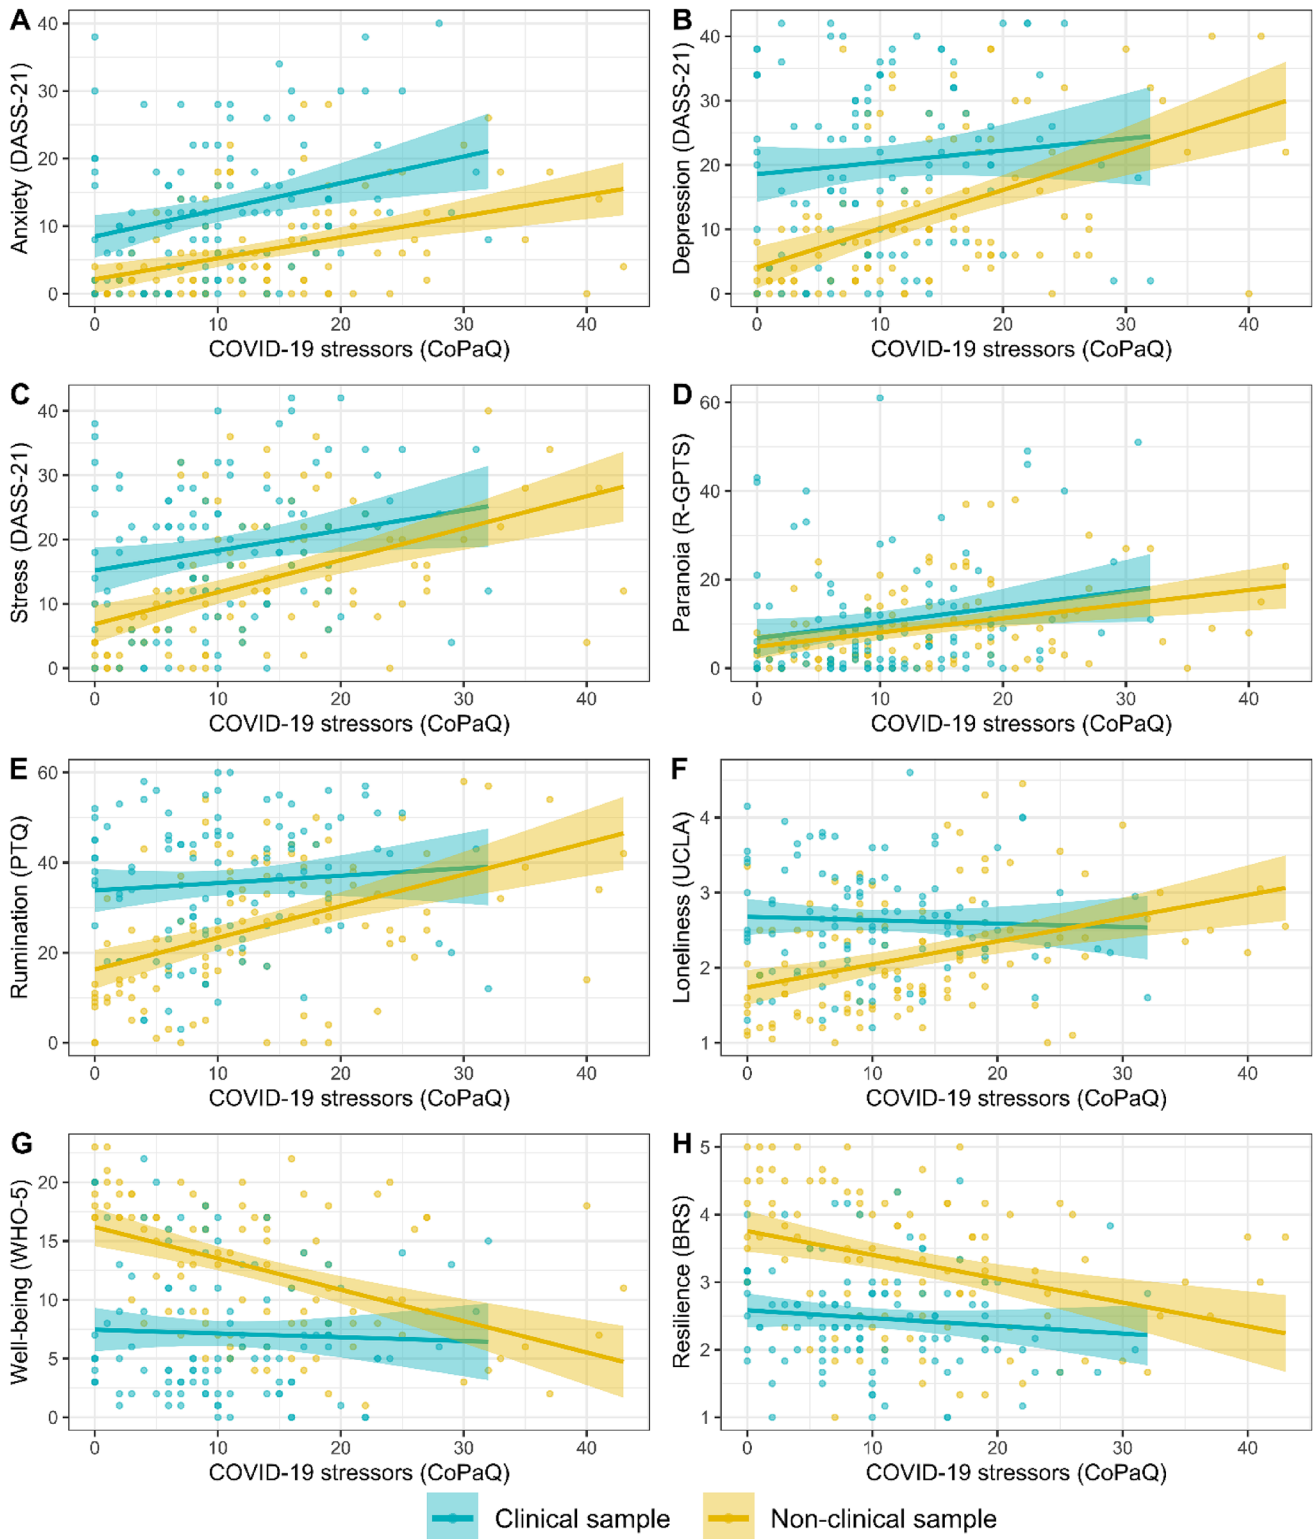 A
Anxiety (DASS-21)
40
30
20
10
0
0 10 20 30 40
COVID-19 stressors (CoPaQ)
B
Depression (DASS-21)
40
30
20
10
0
0 10 20 30 40
COVID-19 stressors (CoPaQ)
C
Stress (DASS-21)
40
30
20
10
0
0 10 20 30 40
COVID-19 stressors (CoPaQ)
D
Paranoia (R-GPTS)
60
40
20
0
0 10 20 30 40
COVID-19 stressors (CoPaQ)
E
Rumination (PTQ)
60
40
20
0
0 10 20 30 40
COVID-19 stressors (CoPaQ)
F
Loneliness (UCLA)
4
3
2
1
0 10 20 30 40
COVID-19 stressors (CoPaQ)
G
Well-being (WHO-5)
20
15
10
5
0
0 10 20 30 40
COVID-19 stressors (CoPaQ)
H
Resilience (BRS)
5
4
3
2
1
0 10 20 30 40
COVID-19 stressors (CoPaQ)
Clinical sample Non-clinical sample